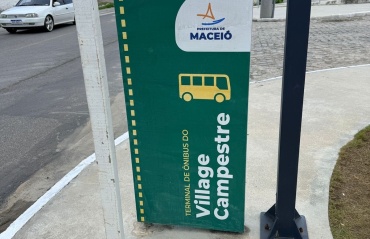 PREFEITURA DE
MACEIÓ
TERMINAL DE ÔNIBUS DO
Village
Campestre